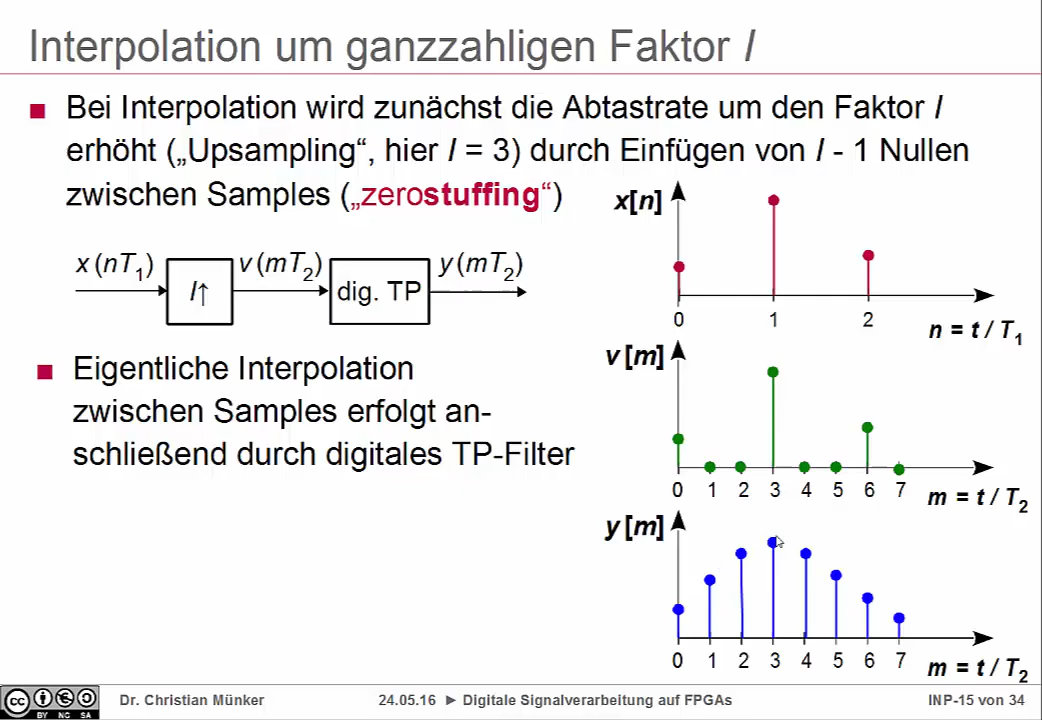 Interpolation um ganzzahligen Faktor I
Bei Interpolation wird zunächst die Abtastrate um den Faktor I
erhöht („Upsampling“, hier I = 3) durch Einfügen von I - 1 Nullen
zwischen Samples („zerostuffing“)
x (nT1)
I↑
v (mT2)
dig. TP
y (mT2)
Eigentliche Interpolation
zwischen Samples erfolgt an-
schließend durch digitales TP-Filter
x[n]
0 1 2
n = t / T1
v [m]
0 1 2 3 4 5 6 7
m = t / T2
y [m]
0 1 2 3 4 5 6 7
m = t / T2
cc BY NC SA
Dr. Christian Münker
24.05.16 ► Digitale Signalverarbeitung auf FPGAs
INP-15 von 34